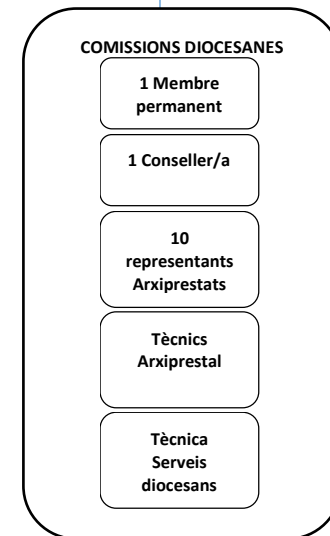 COMISSIONS DIOCESANES
1 Membre
permanent
1 Conseller/a
10
representants
Arxiprestats
Tècnics
Arxiprestal
Tècnica
Serveis
diocesans